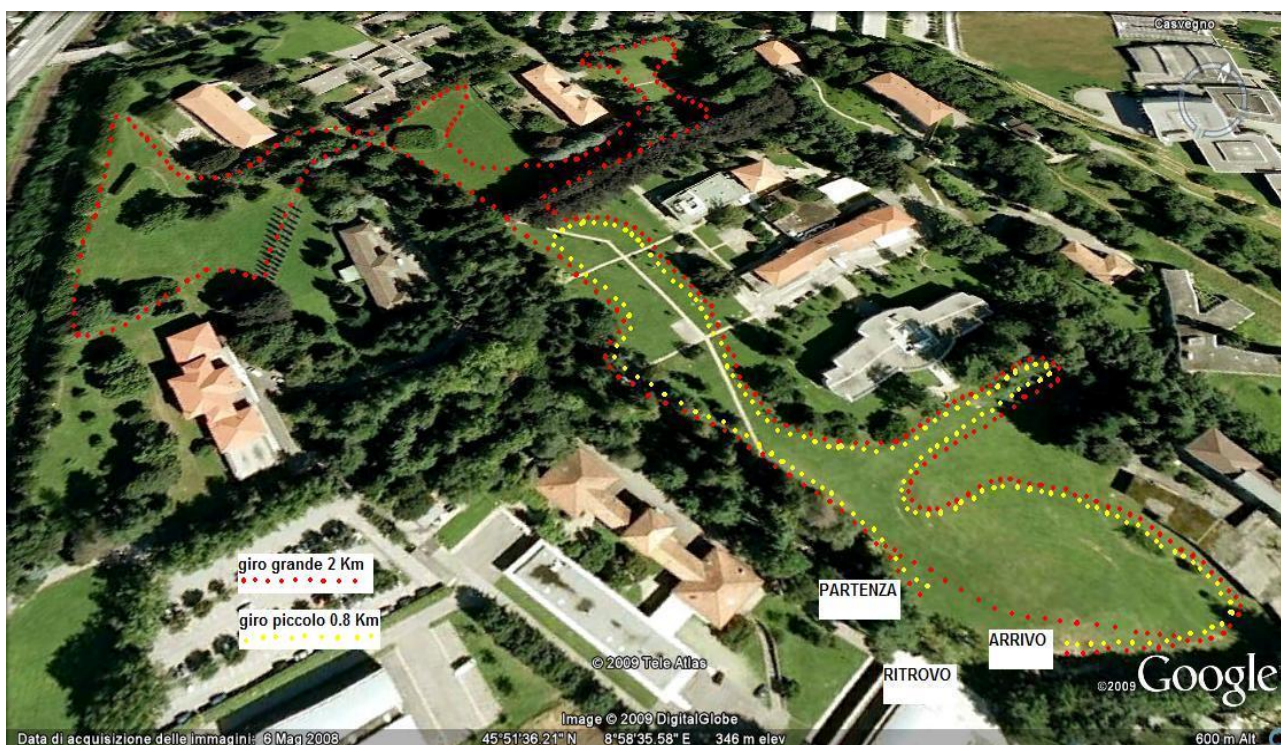 Casvegno
N
giro grande 2 Km
giro piccolo 0.8 Km
PARTENZA
ARRIVO
RITROVO
© 2009 Tele Atlas
©2009 Google
Image © 2009 DigitalGlobe
Data di acquisizione delle immagini: 6 Mag 2008 45°51'36.21" N 8°58'35.58" E 346 m elev 600 m Alt